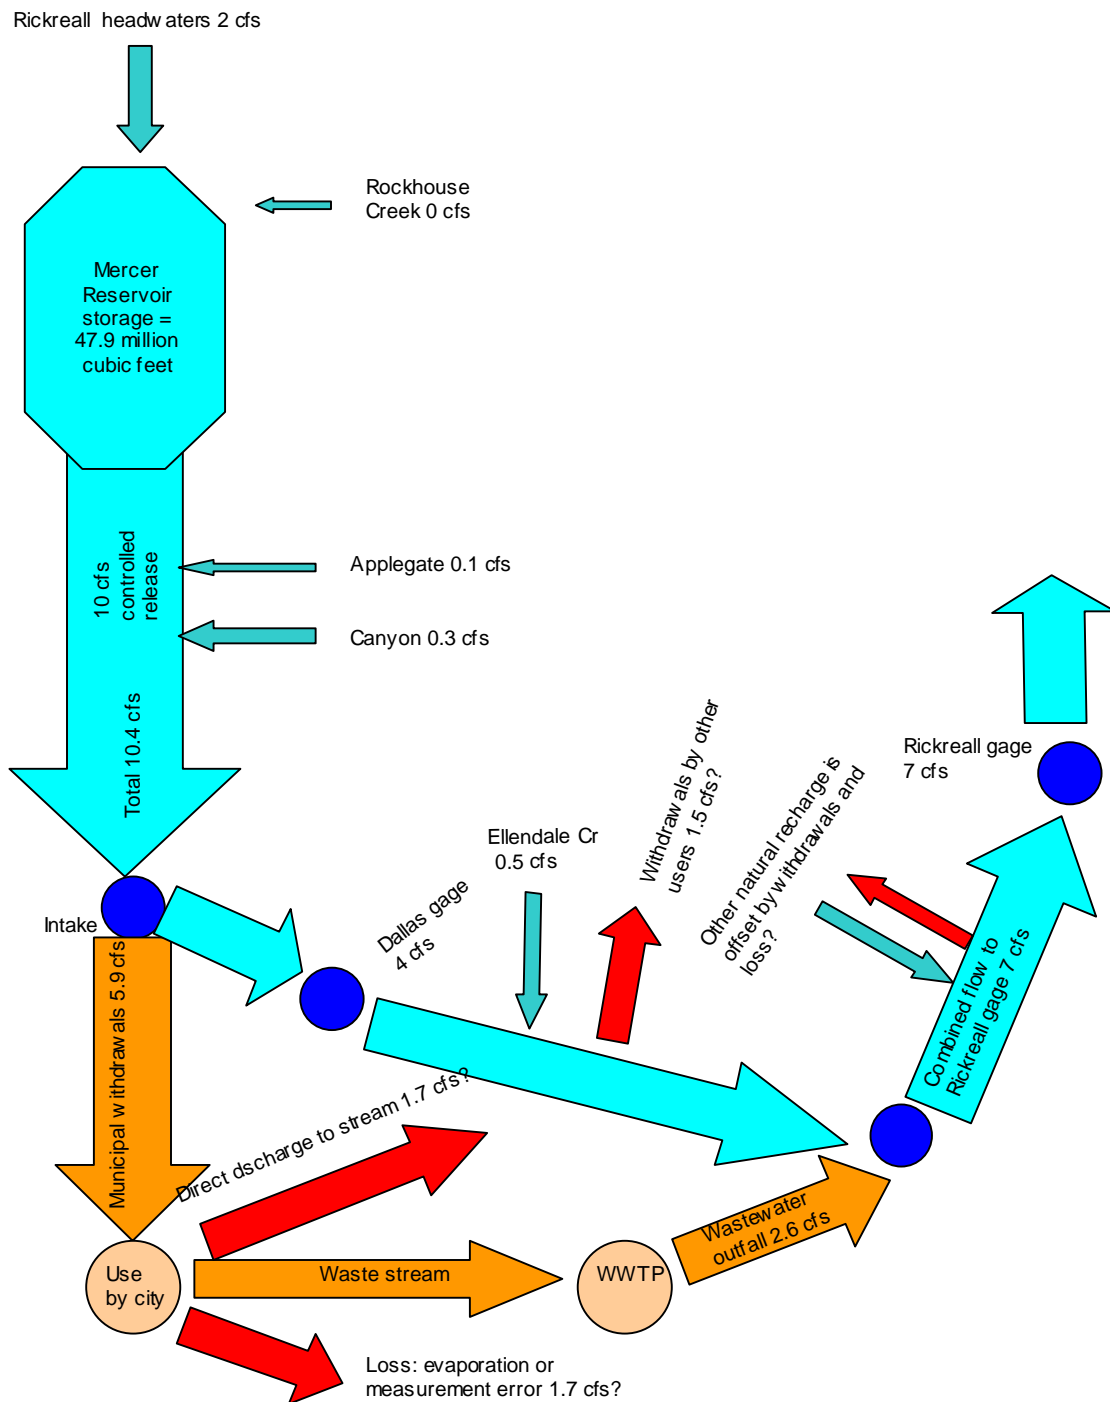 Rickreall headwaters 2 cfs
Rockhouse
Creek 0 cfs
Mercer
Reservoir
storage =
47.9 million
cubic feet
10 cfs
controlled
release
Applegate 0.1 cfs
Canyon 0.3 cfs
Total 10.4 cfs
Rickreall gage
7 cfs
Withdrawals by other
users 1.5 cfs?
Other natural recharge is
offset by withdrawals and
loss?
Ellendale Cr
0.5 cfs
Dallas gage
4 cfs
Intake
Municipal withdrawals 5.9 cfs
Combined flow to
Rickreall gage 7 cfs
Direct dscharge to stream 1.7 cfs?
Wastewater
outfall 2.6 cfs
Use
by city
Waste stream
WWTP
Loss: evaporation or
measurement error 1.7 cfs?